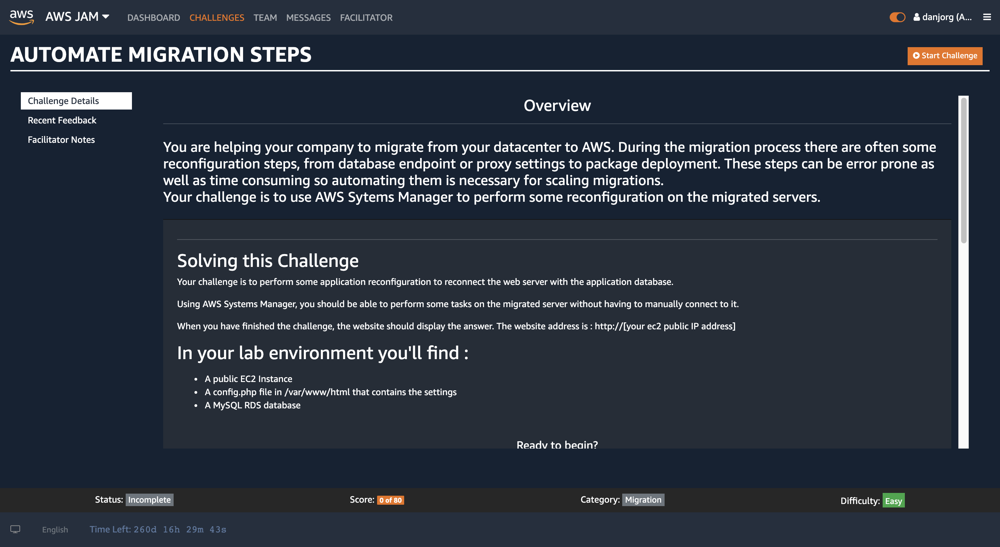 aws AWS JAM DASHBOARD CHALLENGES TEAM MESSAGES FACILITATOR danjorg (A...
AUTOMATE MIGRATION STEPS
Start Challenge
Challenge Details
Recent Feedback
Facilitator Notes
Overview
You are helping your company to migrate from your datacenter to AWS. During the migration process there are often some
reconfiguration steps, from database endpoint or proxy settings to package deployment. These steps can be error prone as
well as time consuming so automating them is necessary for scaling migrations.
Your challenge is to use AWS Sytems Manager to perform some reconfiguration on the migrated servers.
Solving this Challenge
Your challenge is to perform some application reconfiguration to reconnect the web server with the application database.
Using AWS Systems Manager, you should be able to perform some tasks on the migrated server without having to manually connect to it.
When you have finished the challenge, the website should display the answer. The website address is : http://[your ec2 public IP address]
In your lab environment you'll find :
• A public EC2 Instance
• A config.php file in /var/www/html that contains the settings
• A MySQL RDS database
Ready to begin?
Status: Incomplete Score: 0 of 80 Category: Migration Difficulty: Easy
English Time Left: 260d 16h 29m 43s